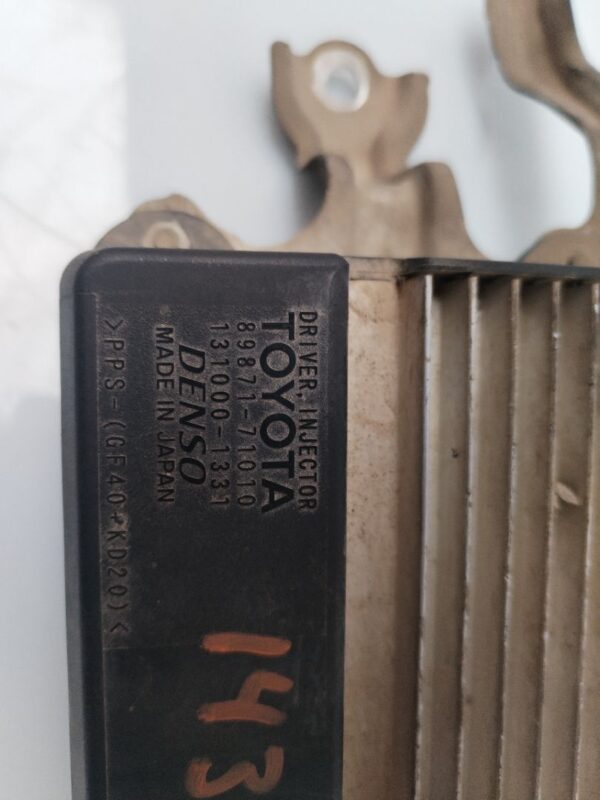 DRIVER, INJECTOR
TOYOTA
89871-71010
131000-1331
DENSO
MADE IN JAPAN
>PPS-(GF40+KD20)<
143